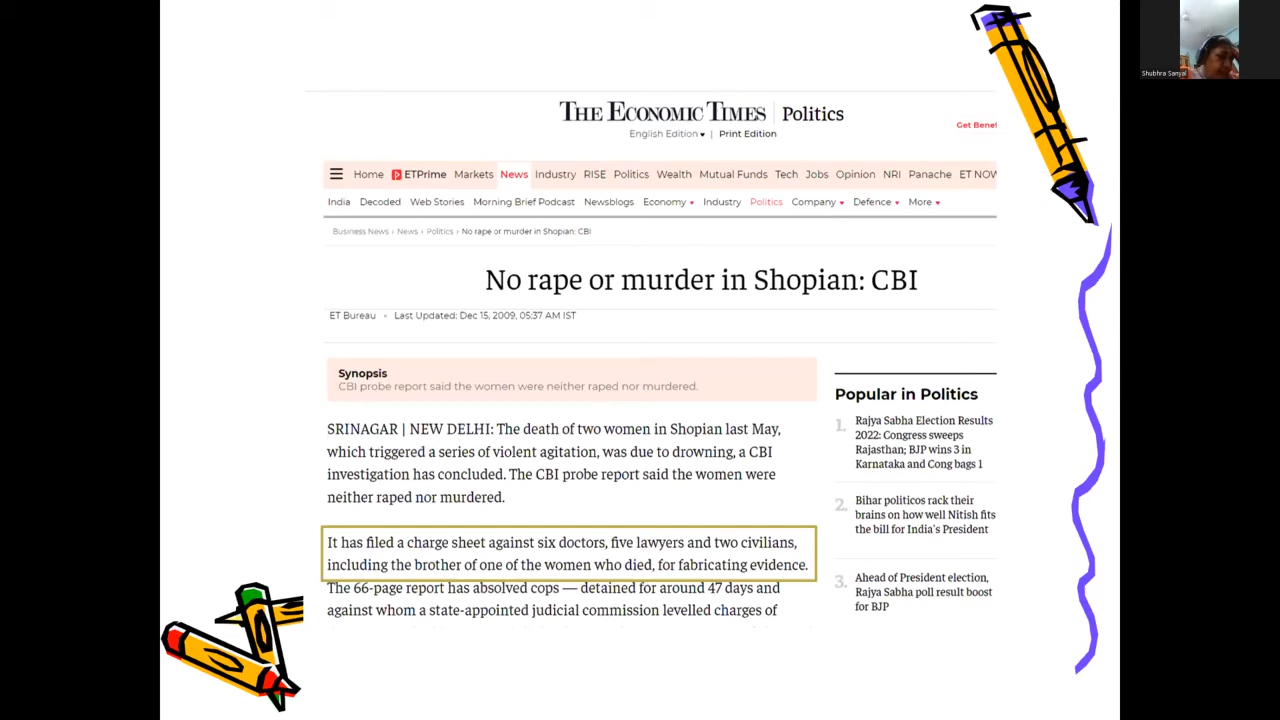 Shubhra Sanyal
THE ECONOMIC TIMES | Politics
English Edition ▾ | Print Edition
Get Benef
☰ Home ETPrime Markets News Industry RISE Politics Wealth Mutual Funds Tech Jobs Opinion NRI Panache ET NOW
India Decoded Web Stories Morning Brief Podcast Newsblogs Economy ▾ Industry Politics Company ▾ Defence ▾ More ▾
Business News › News › Politics › No rape or murder in Shopian: CBI
No rape or murder in Shopian: CBI
ET Bureau • Last Updated: Dec 15, 2009, 05:37 AM IST
Synopsis
CBI probe report said the women were neither raped nor murdered.
SRINAGAR | NEW DELHI: The death of two women in Shopian last May,
which triggered a series of violent agitation, was due to drowning, a CBI
investigation has concluded. The CBI probe report said the women were
neither raped nor murdered.
It has filed a charge sheet against six doctors, five lawyers and two civilians,
including the brother of one of the women who died, for fabricating evidence.
The 66-page report has absolved cops — detained for around 47 days and
against whom a state-appointed judicial commission levelled charges of
Popular in Politics
1. Rajya Sabha Election Results
2022: Congress sweeps
Rajasthan; BJP wins 3 in
Karnataka and Cong bags 1
2. Bihar politicos rack their
brains on how well Nitish fits
the bill for India's President
3. Ahead of President election,
Rajya Sabha poll result boost
for BJP